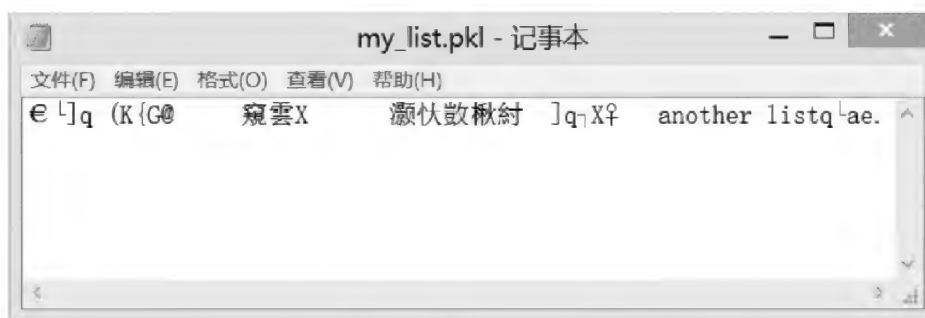 my_list.pkl - 记事本
文件(F) 编辑(E) 格式(O) 查看(V) 帮助(H)
€ └]q (K{G@ 窺雲X 灏忲敳楸紂 ]q┐X♀ another listq└ae.